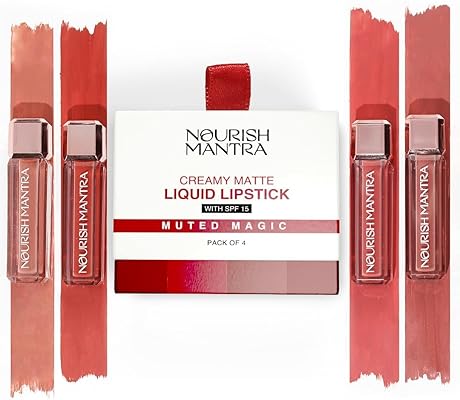 NOURISH
MANTRA
CREAMY MATTE
LIQUID LIPSTICK
WITH SPF 15
MUTED MAGIC
PACK OF 4
NOURISH MANTRA
NOURISH MANTRA
NOURISH MANTRA
NOURISH MANTRA